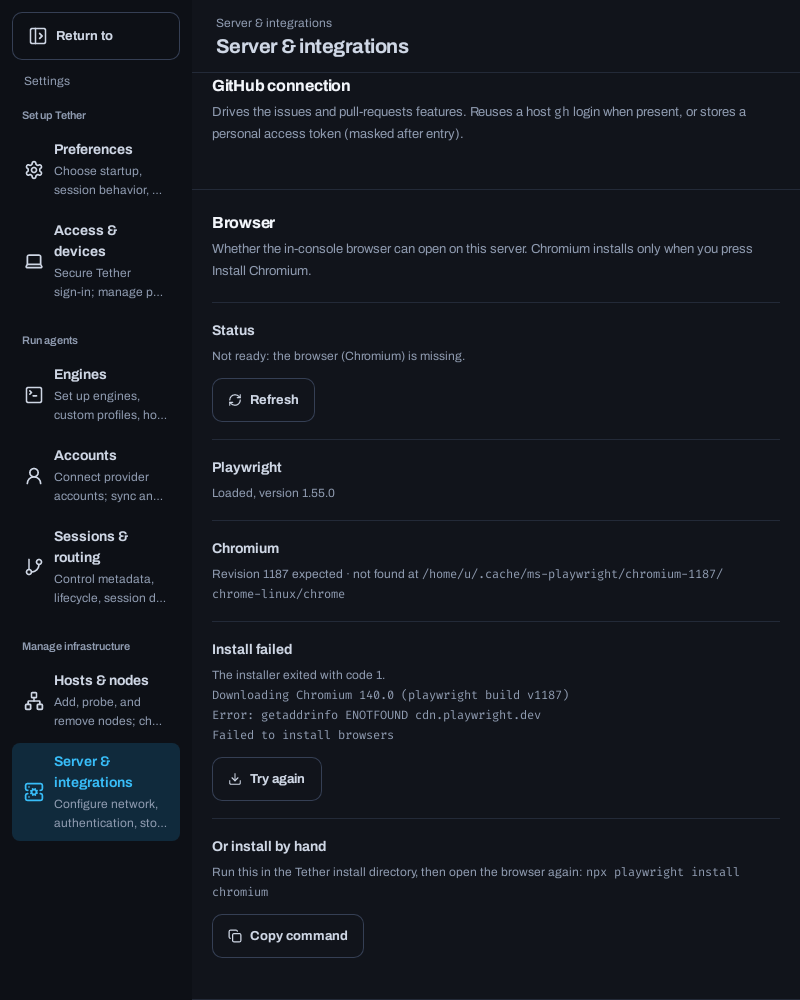 Return to
Settings
Set up Tether
Preferences
Choose startup,
session behavior, ...
Access &
devices
Secure Tether
sign-in; manage p...
Run agents
Engines
Set up engines,
custom profiles, ho...
Accounts
Connect provider
accounts; sync an...
Sessions &
routing
Control metadata,
lifecycle, session d...
Manage infrastructure
Hosts & nodes
Add, probe, and
remove nodes; ch...
Server &
integrations
Configure network,
authentication, sto...
Server & integrations
Server & integrations
GitHub connection
Drives the issues and pull-requests features. Reuses a host gh login when present, or stores a
personal access token (masked after entry).
Browser
Whether the in-console browser can open on this server. Chromium installs only when you press
Install Chromium.
Status
Not ready: the browser (Chromium) is missing.
Refresh
Playwright
Loaded, version 1.55.0
Chromium
Revision 1187 expected · not found at /home/u/.cache/ms-playwright/chromium-1187/
chrome-linux/chrome
Install failed
The installer exited with code 1.
Downloading Chromium 140.0 (playwright build v1187)
Error: getaddrinfo ENOTFOUND cdn.playwright.dev
Failed to install browsers
Try again
Or install by hand
Run this in the Tether install directory, then open the browser again: npx playwright install
chromium
Copy command